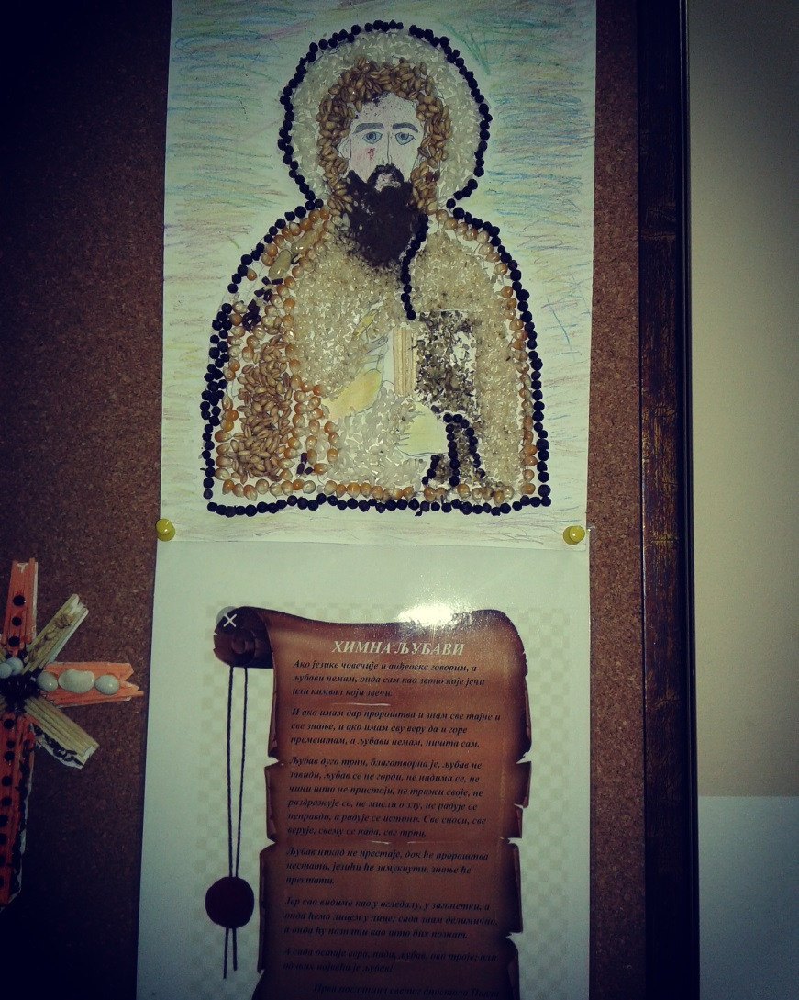 ХИМНА ЉУБАВИ
Ако језике човечије и анђеоске говорим, а
љубави немам, онда сам као звоно које јечи
или кимвал који звечи.
И ако имам дар пророштва и знам све тајне и
све знање, и ако имам сву веру да и горе
премештам, а љубави немам, ништа сам.
Љубав дуго трпи, благотворна је, љубав не
завиди, љубав се не горди, не надима се, не
чини што не пристоји, не тражи своје, не
раздражује се, не мисли о злу, не радује се
неправди, а радује се истини. Све сноси, све
верује, свему се нада, све трпи.
Љубав никад не престаје, док ће пророштва
нестати, језици ће замукнути, знање ће
престати.
Јер сад видимо као у огледалу, у загонетки, а
онда ћемо лицем у лице; сада знам делимично,
а онда ћу познати као што бих познат.
А сада остаје вера, нада, љубав, ово троје; али
од њих највећа је љубав!
Прва посланица светог апостола Павла